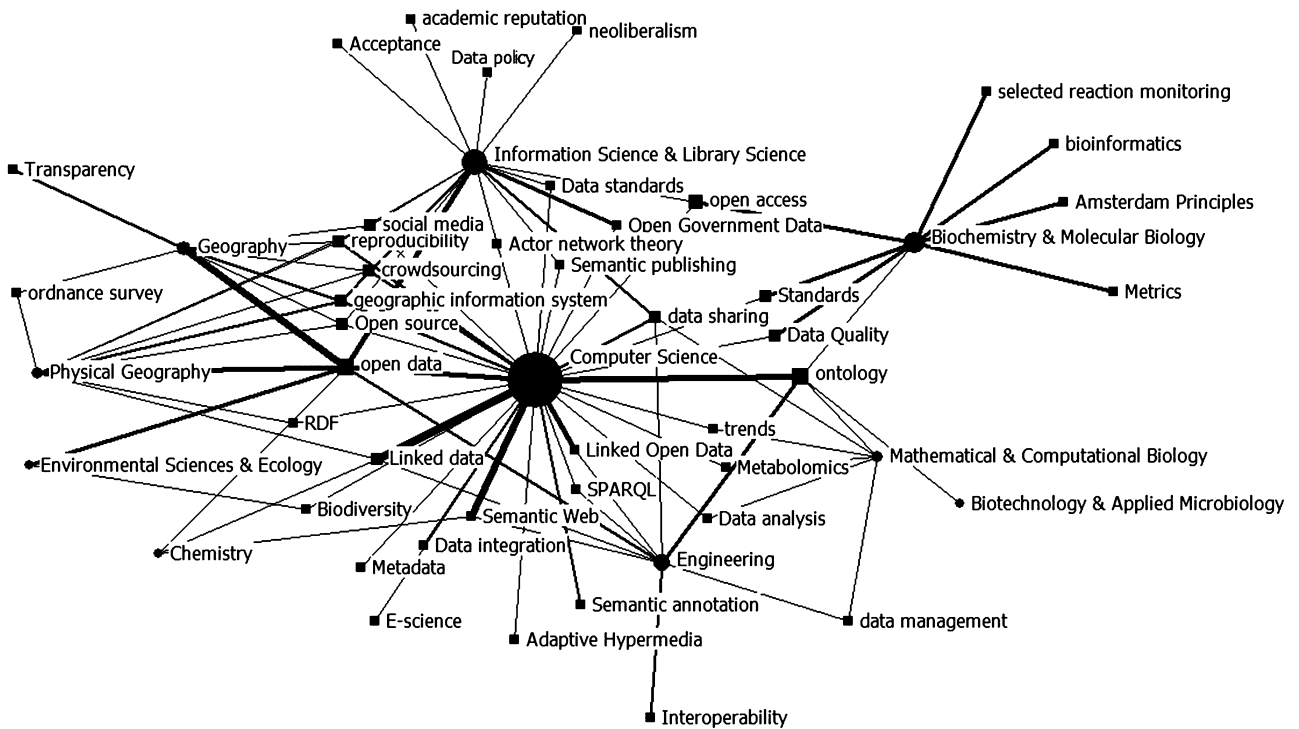 academic reputation
neoliberalism
Acceptance
Data policy
selected reaction monitoring
bioinformatics
Information Science & Library Science
Transparency
Data standards
open access
Amsterdam Principles
social media
Open Government Data
Biochemistry & Molecular Biology
Geography
reproducibility
Actor network theory
crowdsourcing
Semantic publishing
ordnance survey
geographic information system
Standards
Metrics
Open source
data sharing
Data Quality
Computer Science
open data
Physical Geography
ontology
RDF
trends
Linked Open Data
Mathematical & Computational Biology
Linked data
Environmental Sciences & Ecology
Metabolomics
SPARQL
Biotechnology & Applied Microbiology
Biodiversity
Semantic Web
Data analysis
Data integration
Chemistry
Engineering
Metadata
Semantic annotation
E-science
data management
Adaptive Hypermedia
Interoperability